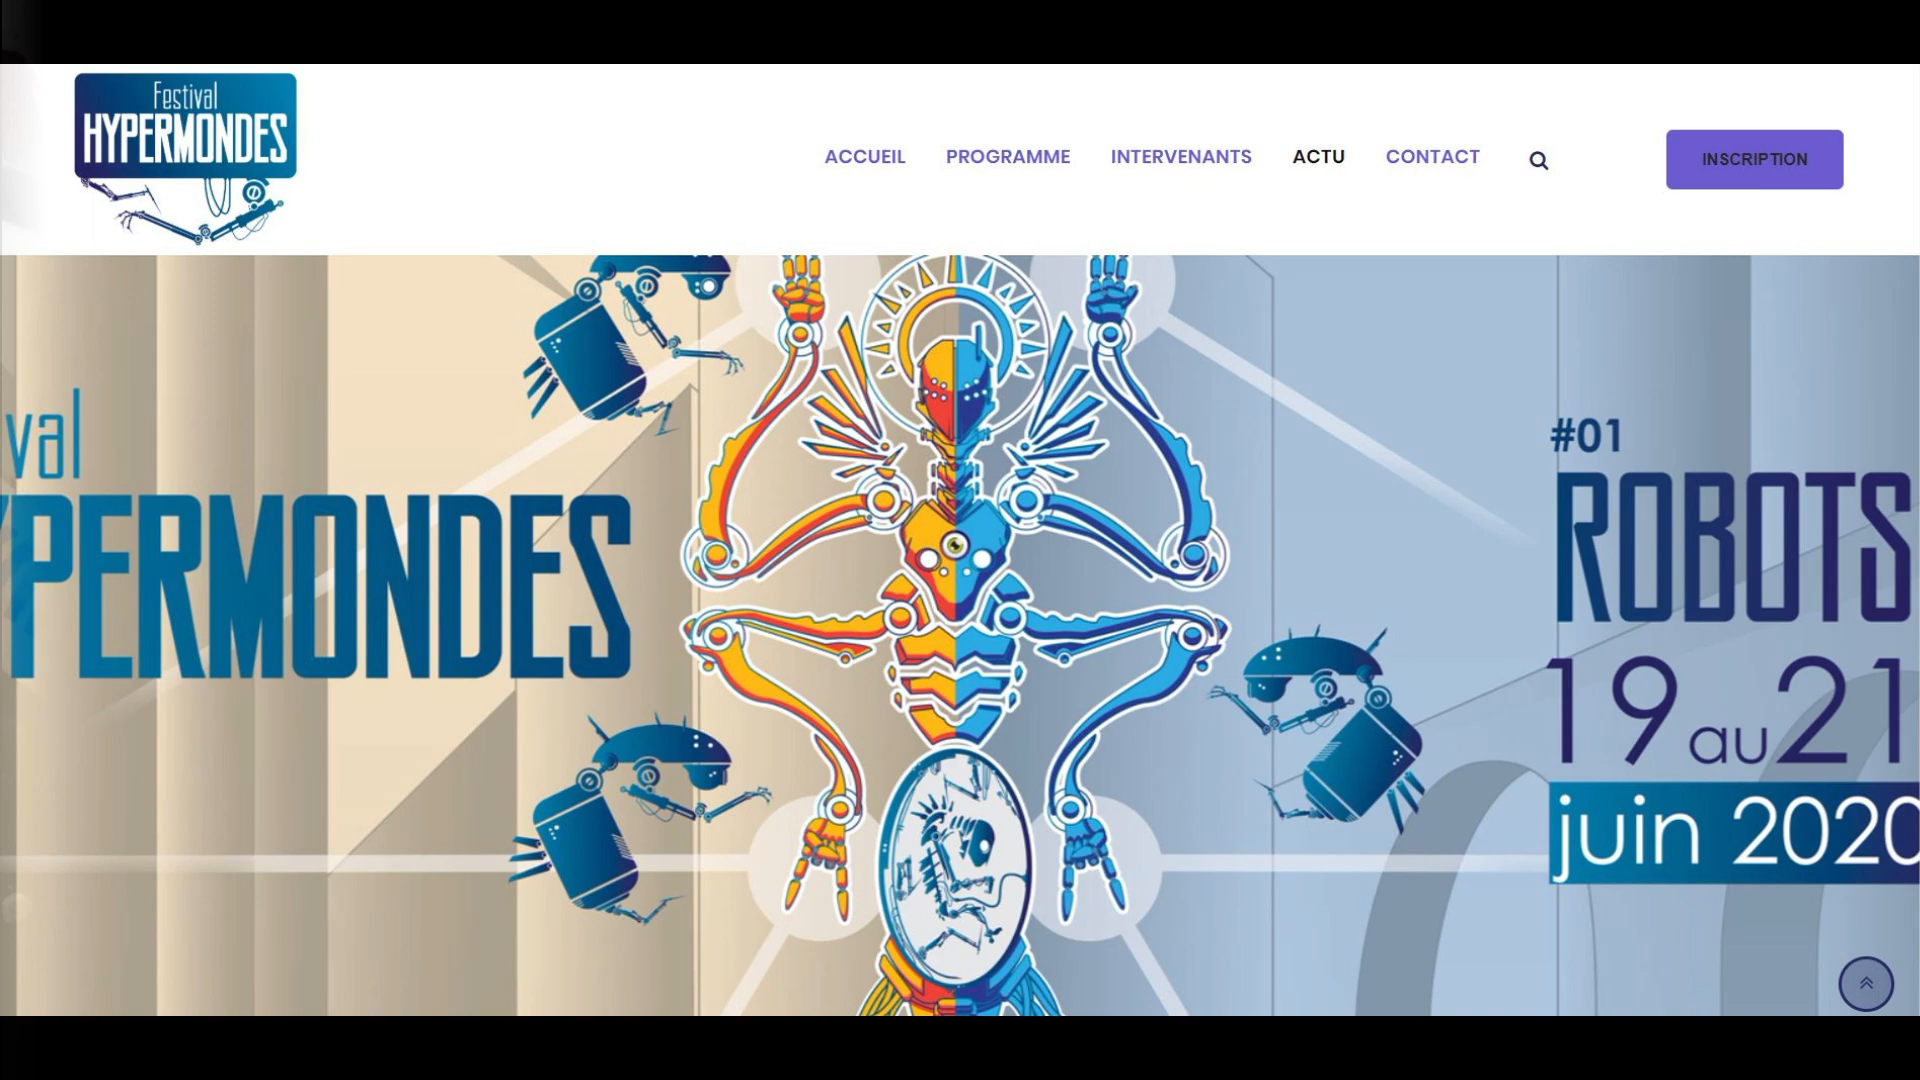 Festival
HYPERMONDES
ACCUEIL PROGRAMME INTERVENANTS ACTU CONTACT
INSCRIPTION
val
PERMONDES
#01
ROBOTS
19 au 21
juin 2020